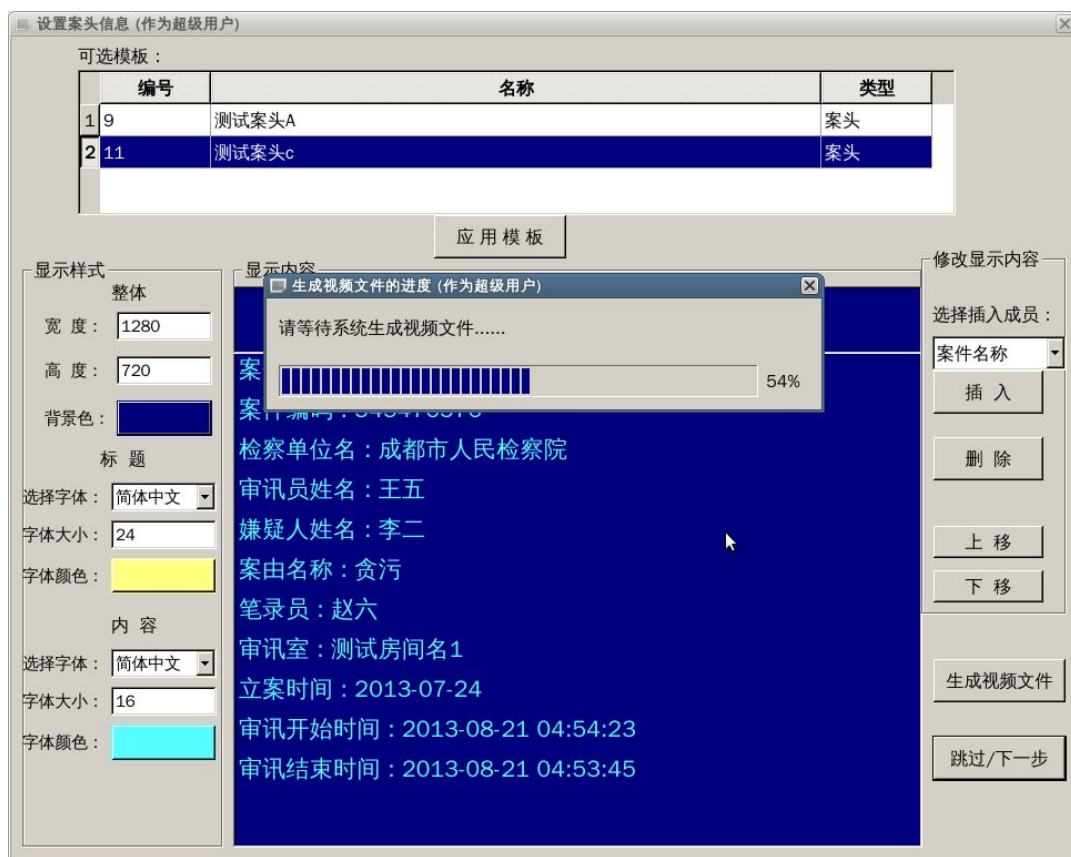 设置案头信息 (作为超级用户)
可选模板：
编号 名称 类型
1 9 测试案头A 案头
2 11 测试案头c 案头
应 用 模 板
显示样式
整体
宽 度： 1280
高 度： 720
背景色：
标 题
选择字体： 简体中文
字体大小： 24
字体颜色：
内 容
选择字体： 简体中文
字体大小： 16
字体颜色：
显示内容
生成视频文件的进度 (作为超级用户)
请等待系统生成视频文件......
54%
案
检察单位名：成都市人民检察院
审讯员姓名：王五
嫌疑人姓名：李二
案由名称：贪污
笔录员：赵六
审讯室：测试房间名1
立案时间：2013-07-24
审讯开始时间：2013-08-21 04:54:23
审讯结束时间：2013-08-21 04:53:45
修改显示内容
选择插入成员：
案件名称
插 入
删 除
上 移
下 移
生成视频文件
跳过/下一步